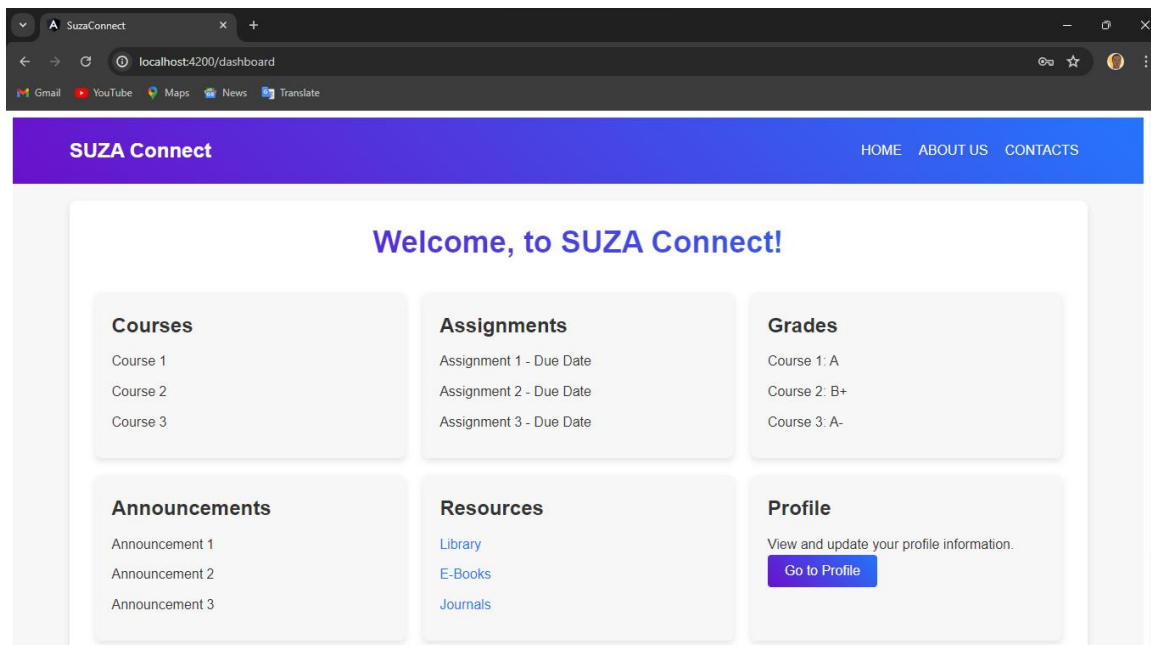 SuzaConnect
localhost:4200/dashboard
Gmail YouTube Maps News Translate
SUZA Connect
HOME ABOUT US CONTACTS
Welcome, to SUZA Connect!
Courses
Course 1
Course 2
Course 3
Assignments
Assignment 1 - Due Date
Assignment 2 - Due Date
Assignment 3 - Due Date
Grades
Course 1: A
Course 2: B+
Course 3: A-
Announcements
Announcement 1
Announcement 2
Announcement 3
Resources
Library
E-Books
Journals
Profile
View and update your profile information.
Go to Profile